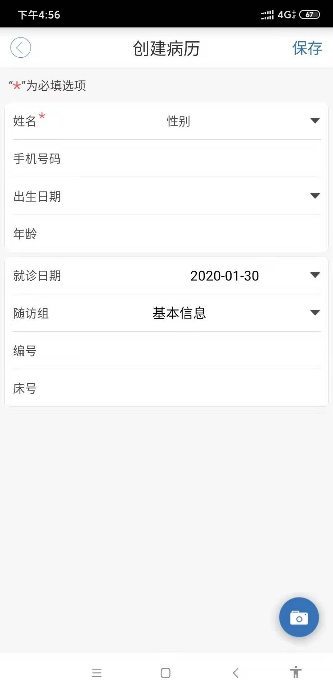 下午4:56 4G 67
创建病历 保存
“*”为必填选项
姓名* 性别
手机号码
出生日期
年龄
就诊日期 2020-01-30
随访组 基本信息
编号
床号